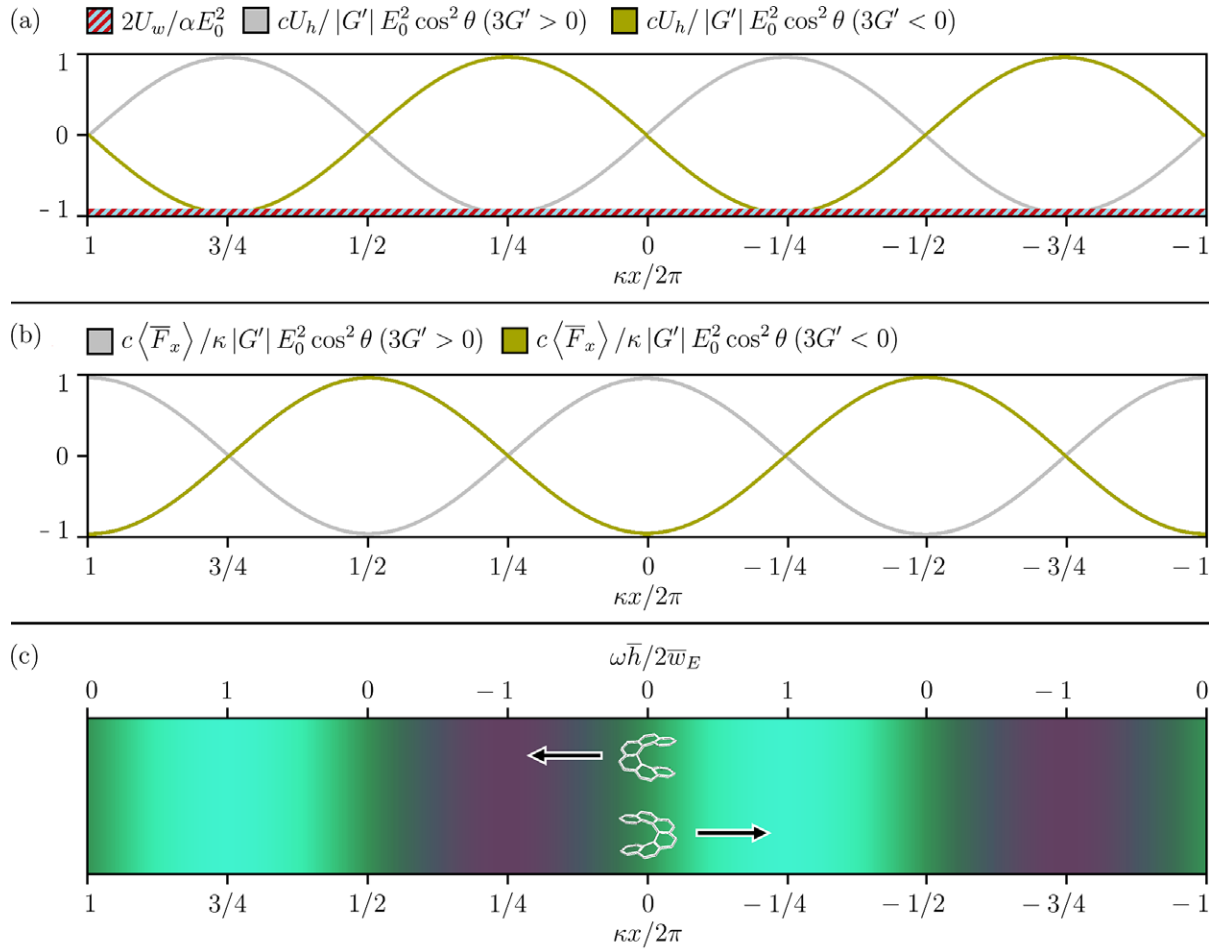 (a) 2U_w/αE_0^2 cU_h/ |G′| E_0^2 cos^2 θ (3G′ > 0) cU_h/ |G′| E_0^2 cos^2 θ (3G′ < 0)
1
0
- 1
1 3/4 1/2 1/4 0 − 1/4 − 1/2 − 3/4 − 1
κx/2π
(b) c ⟨F̅_x⟩ /κ |G′| E_0^2 cos^2 θ (3G′ > 0) c ⟨F̅_x⟩ /κ |G′| E_0^2 cos^2 θ (3G′ < 0)
1
0
- 1
1 3/4 1/2 1/4 0 − 1/4 − 1/2 − 3/4 − 1
κx/2π
(c) ωh̅/2w̅_E
0 1 0 − 1 0 1 0 − 1 0
1 3/4 1/2 1/4 0 − 1/4 − 1/2 − 3/4 − 1
κx/2π